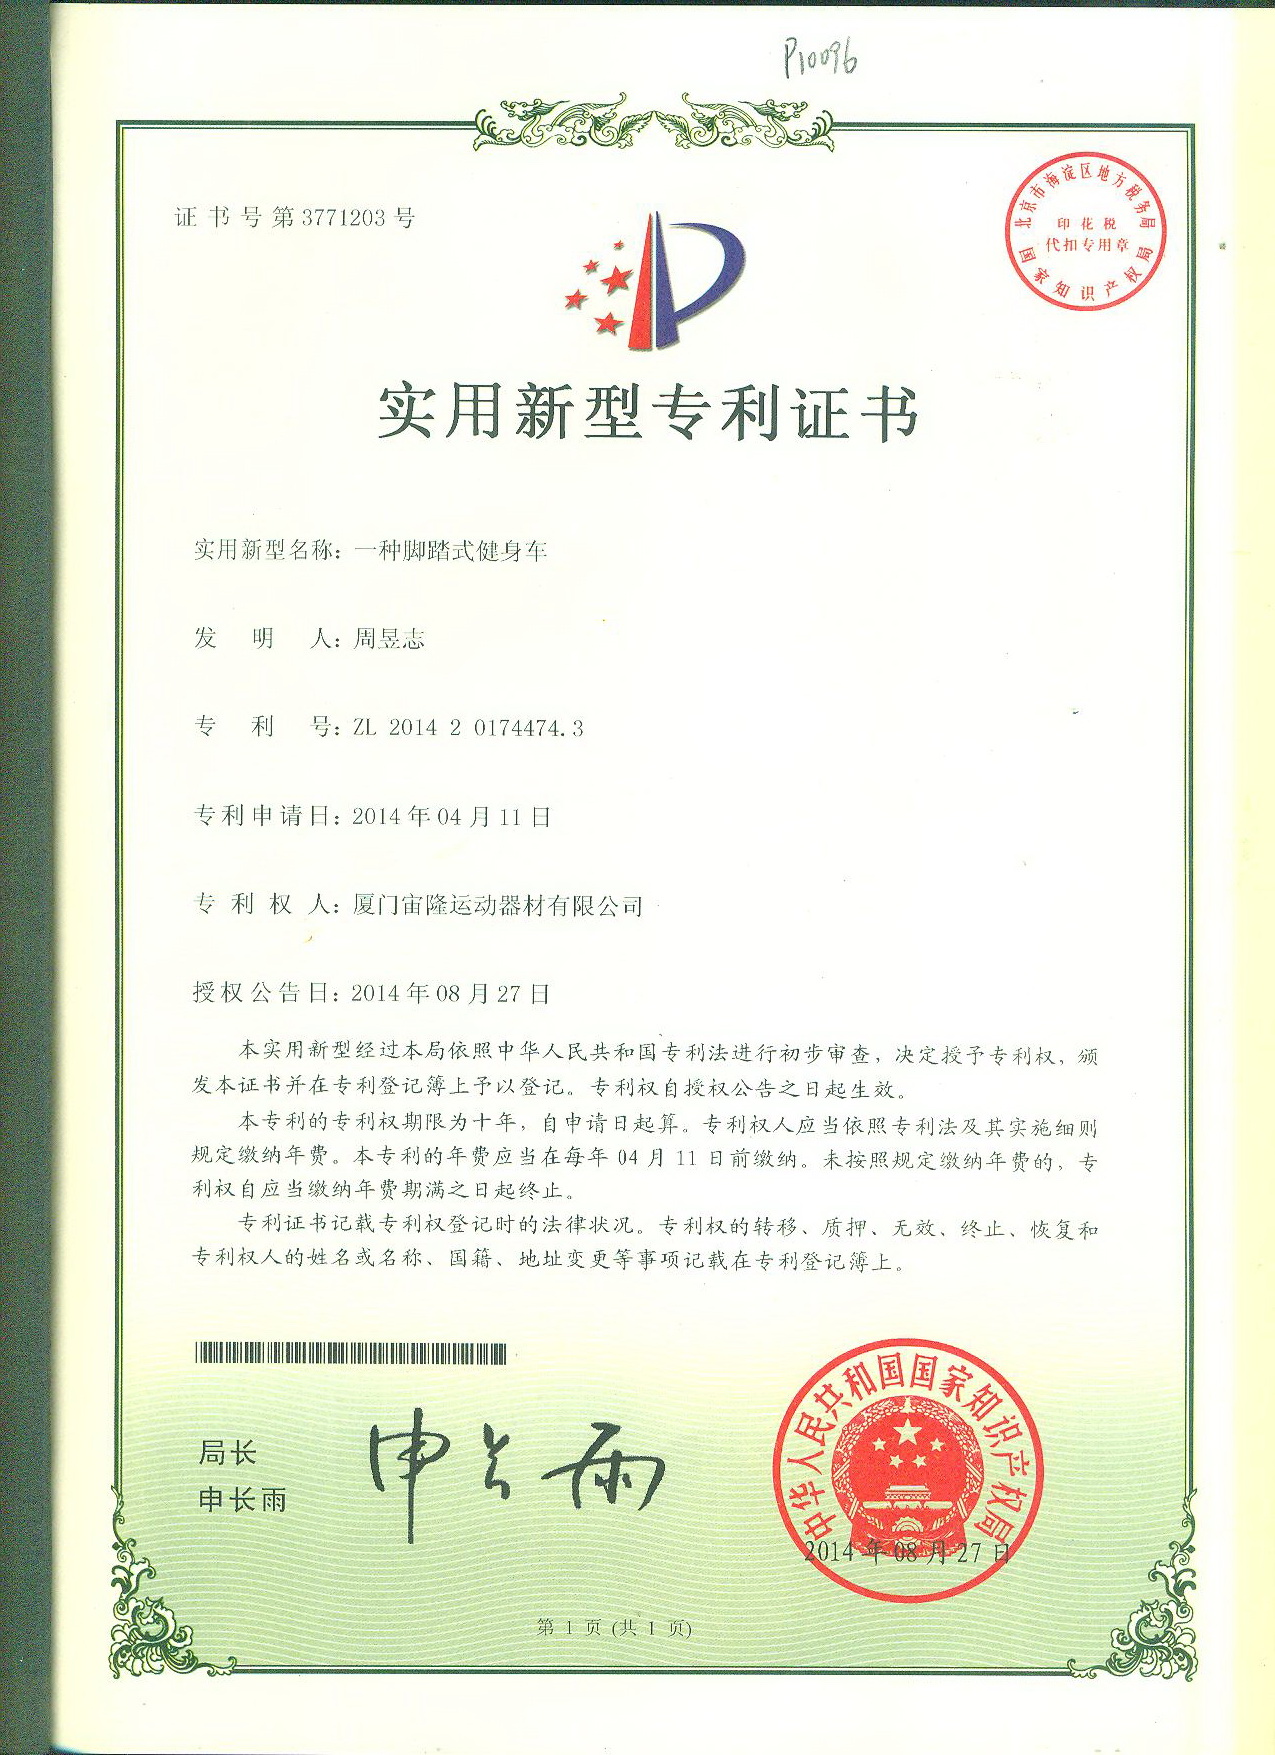 P10096
证书号第3771203号
北京市海淀区地方税务局
印花税
代扣专用章
国家知识产权局
实用新型专利证书
实用新型名称：一种脚踏式健身车
发明人：周昱志
专利号：ZL 2014 2 0174474.3
专利申请日：2014年04月11日
专利权人：厦门宙隆运动器材有限公司
授权公告日：2014年08月27日
本实用新型经过本局依照中华人民共和国专利法进行初步审查，决定授予专利权，颁
发本证书并在专利登记簿上予以登记。专利权自授权公告之日起生效。
本专利的专利权期限为十年，自申请日起算。专利权人应当依照专利法及其实施细则
规定缴纳年费。本专利的年费应当在每年04月11日前缴纳。未按照规定缴纳年费的，专
利权自应当缴纳年费期满之日起终止。
专利证书记载专利权登记时的法律状况。专利权的转移、质押、无效、终止、恢复和
专利权人的姓名或名称、国籍、地址变更等事项记载在专利登记簿上。
局长
申长雨
申长雨
中华人民共和国国家知识产权局
2014年08月27日
第 1 页 (共 1 页)